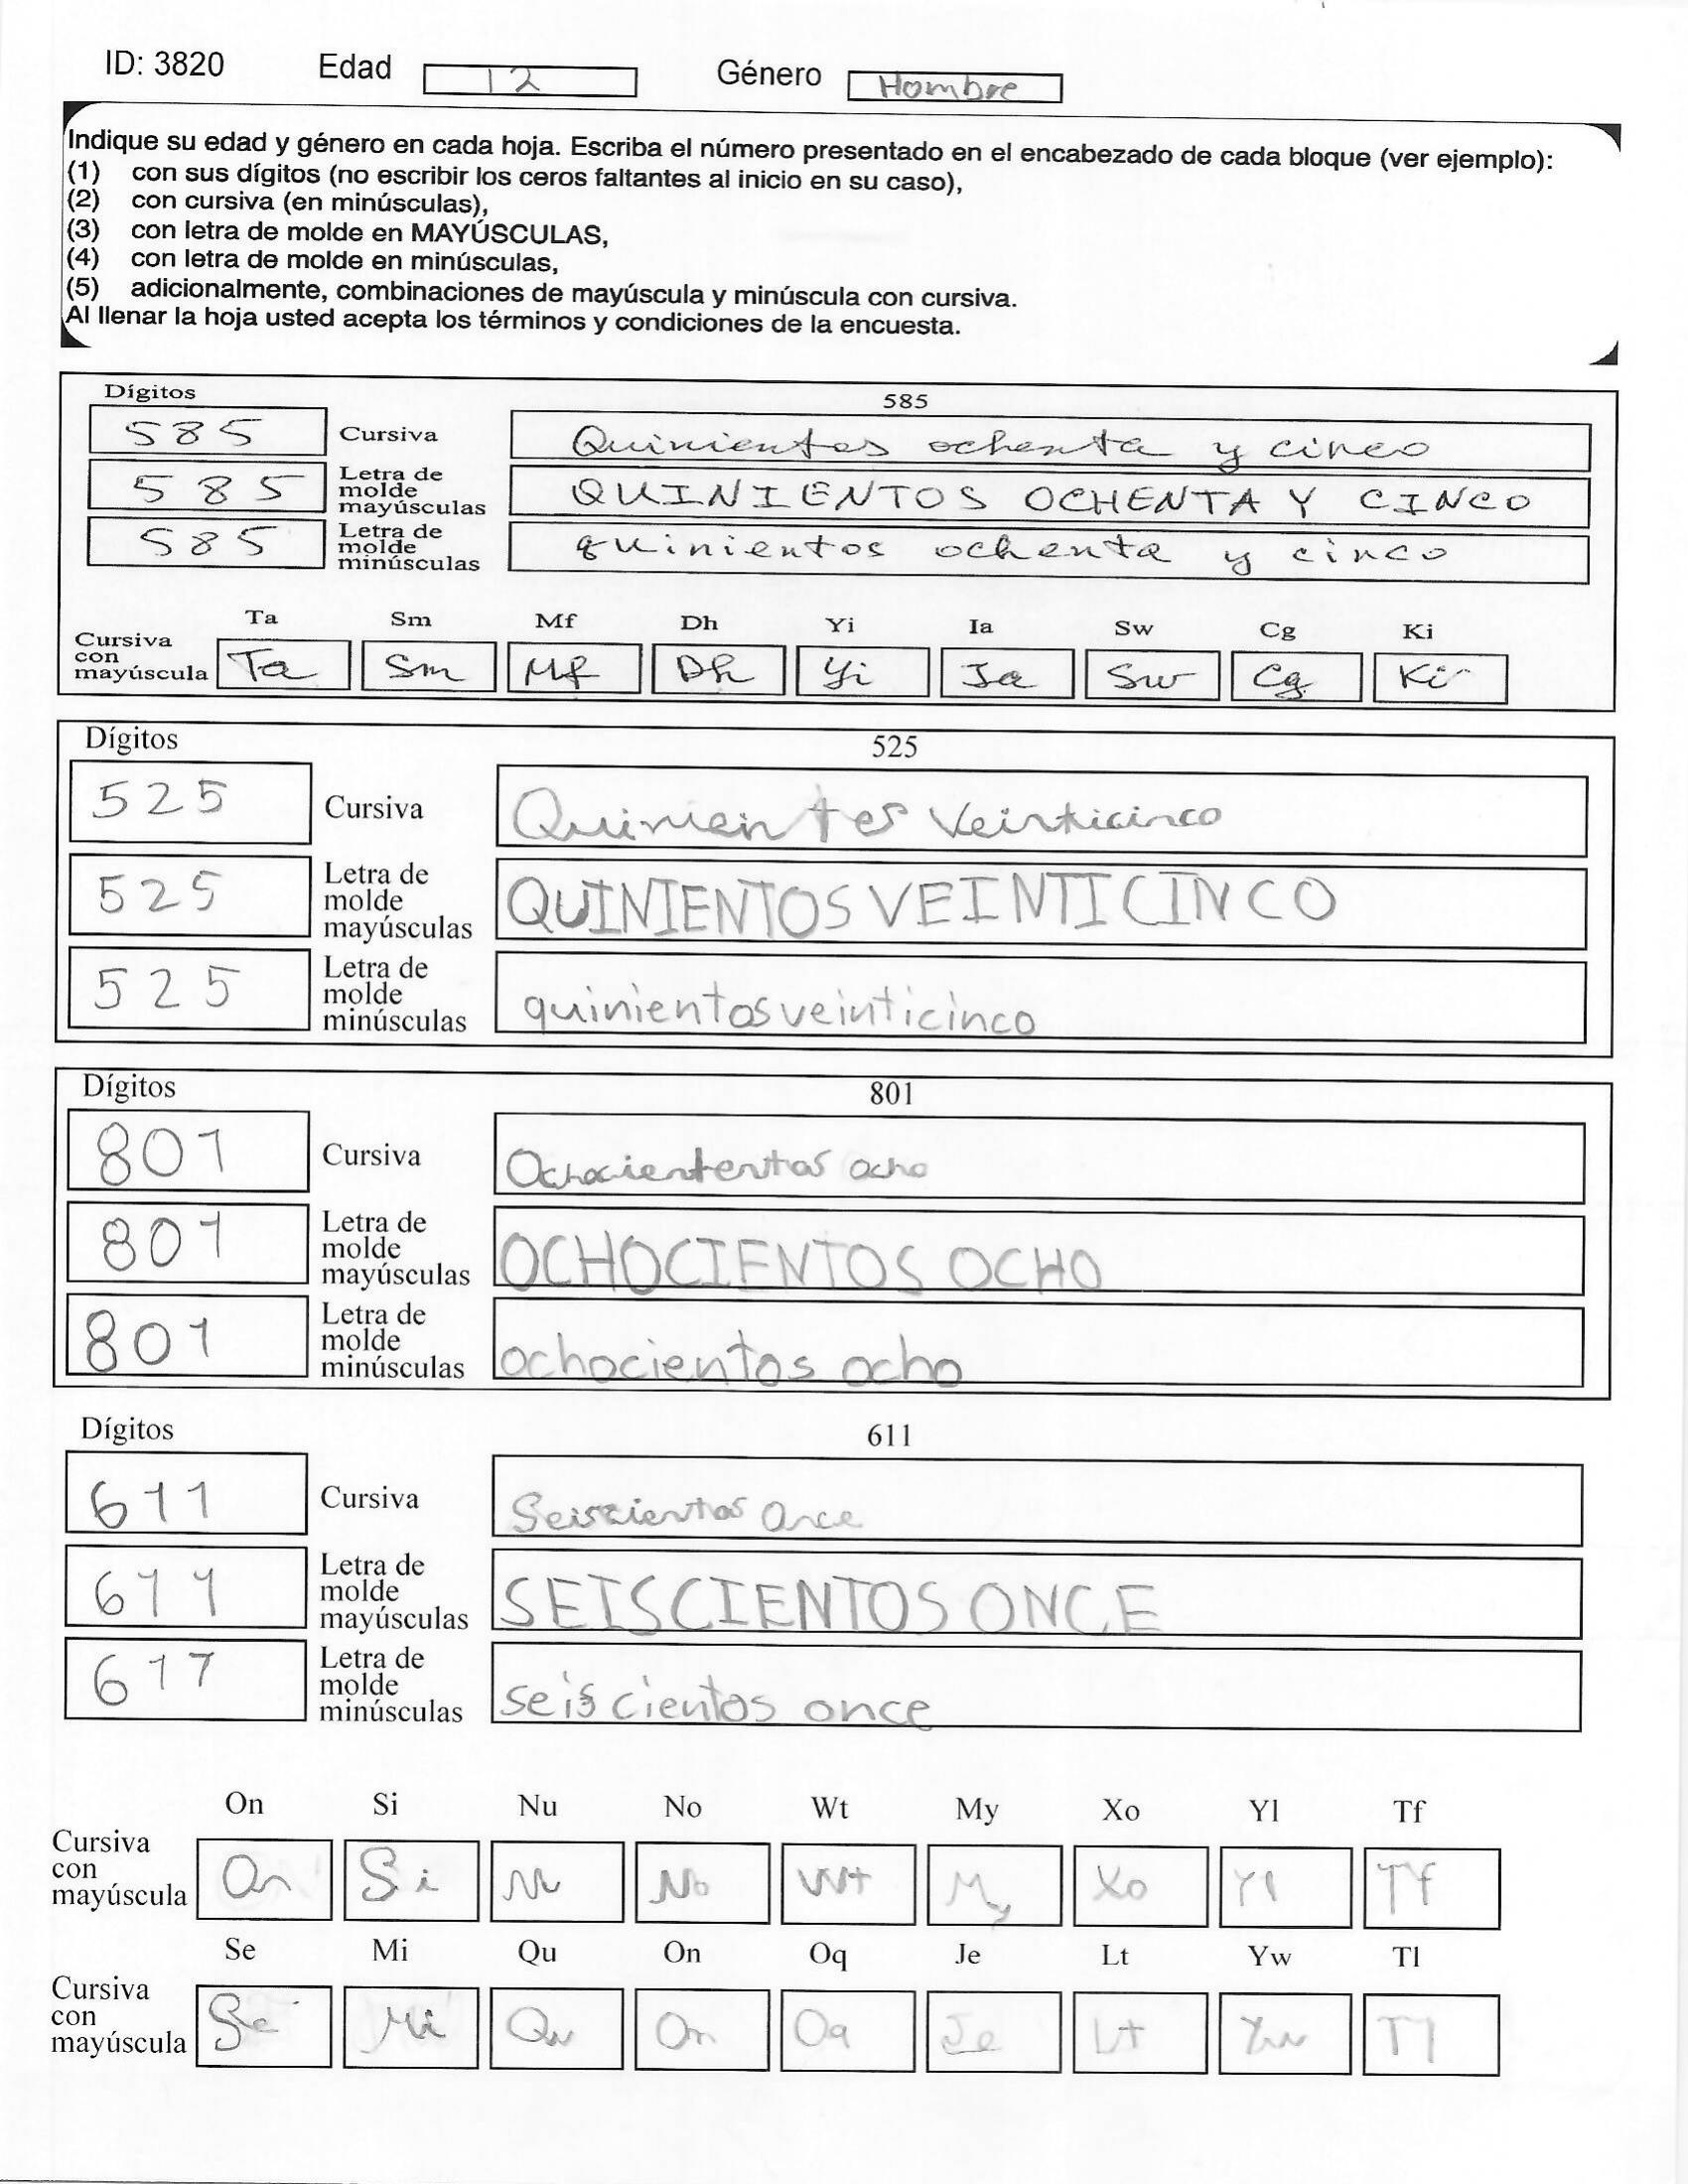 ID: 3820 Edad 12 Género Hombre
Indique su edad y género en cada hoja. Escriba el número presentado en el encabezado de cada bloque (ver ejemplo):
(1) con sus dígitos (no escribir los ceros faltantes al inicio en su caso),
(2) con cursiva (en minúsculas),
(3) con letra de molde en MAYÚSCULAS,
(4) con letra de molde en minúsculas,
(5) adicionalmente, combinaciones de mayúscula y minúscula con cursiva.
Al llenar la hoja usted acepta los términos y condiciones de la encuesta.
Dígitos 585
585 Cursiva Quinientos ochenta y cinco
585 Letra de molde mayúsculas QUINIENTOS OCHENTA Y CINCO
585 Letra de molde minúsculas quinientos ochenta y cinco
Ta Sm Mf Dh Yi Ia Sw Cg Ki
Cursiva con mayúscula Ta Sm Mf Dh Yi Ia Sw Cg Ki
Dígitos 525
525 Cursiva Quinientos veinticinco
525 Letra de molde mayúsculas QUINIENTOS VEINTICINCO
525 Letra de molde minúsculas quinientos veinticinco
Dígitos 801
801 Cursiva Ochociententos ocho
801 Letra de molde mayúsculas OCHOCIENTOS OCHO
801 Letra de molde minúsculas ochocientos ocho
Dígitos 611
611 Cursiva Seiscientos Once
611 Letra de molde mayúsculas SEISCIENTOS ONCE
611 Letra de molde minúsculas seiscientos once
On Si Nu No Wt My Xo Yl Tf
Cursiva con mayúscula On Si Nu No Wt My Xo Yl Tf
Se Mi Qu On Oq Je Lt Yw Tl
Cursiva con mayúscula Se Mi Qu On Oq Je Lt Yw Tl